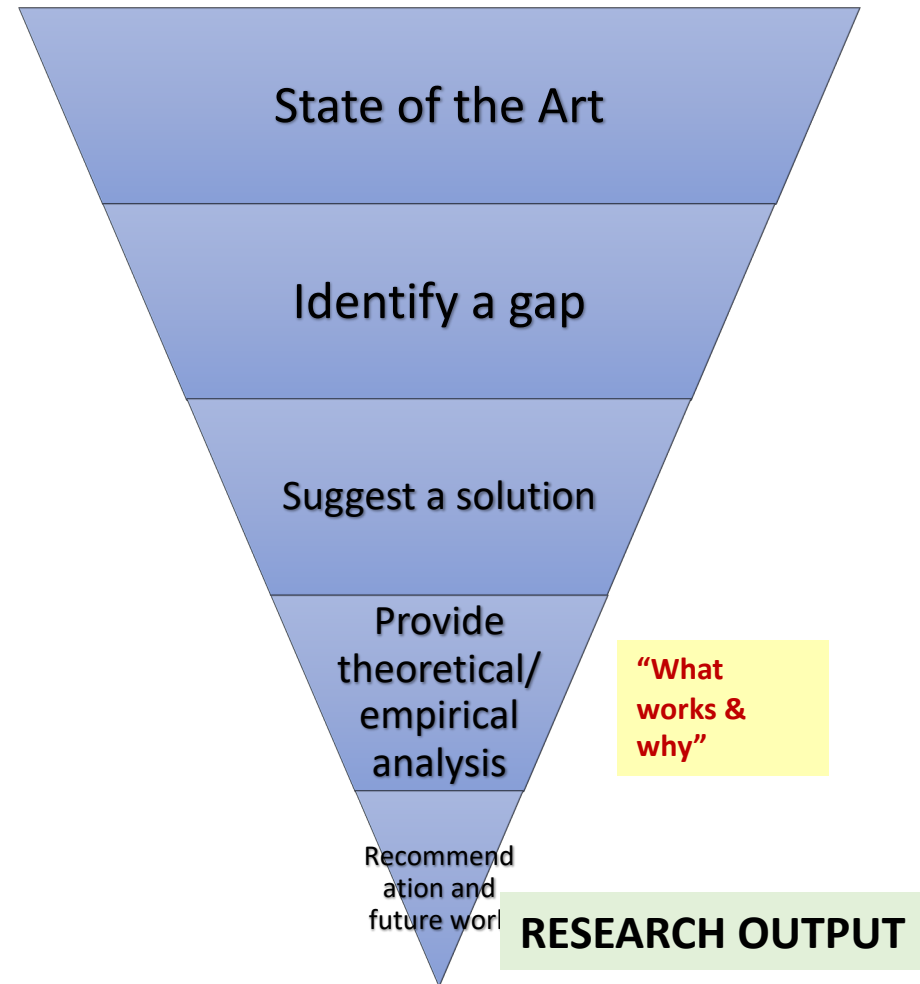 State of the Art
Identify a gap
Suggest a solution
Provide
theoretical/
empirical
analysis
“What
works &
why”
Recommend
ation and
future work
RESEARCH OUTPUT